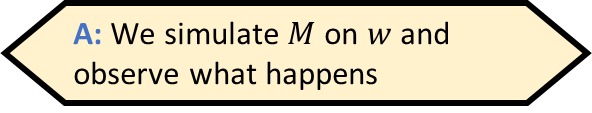 A: We simulate M on w and
observe what happens